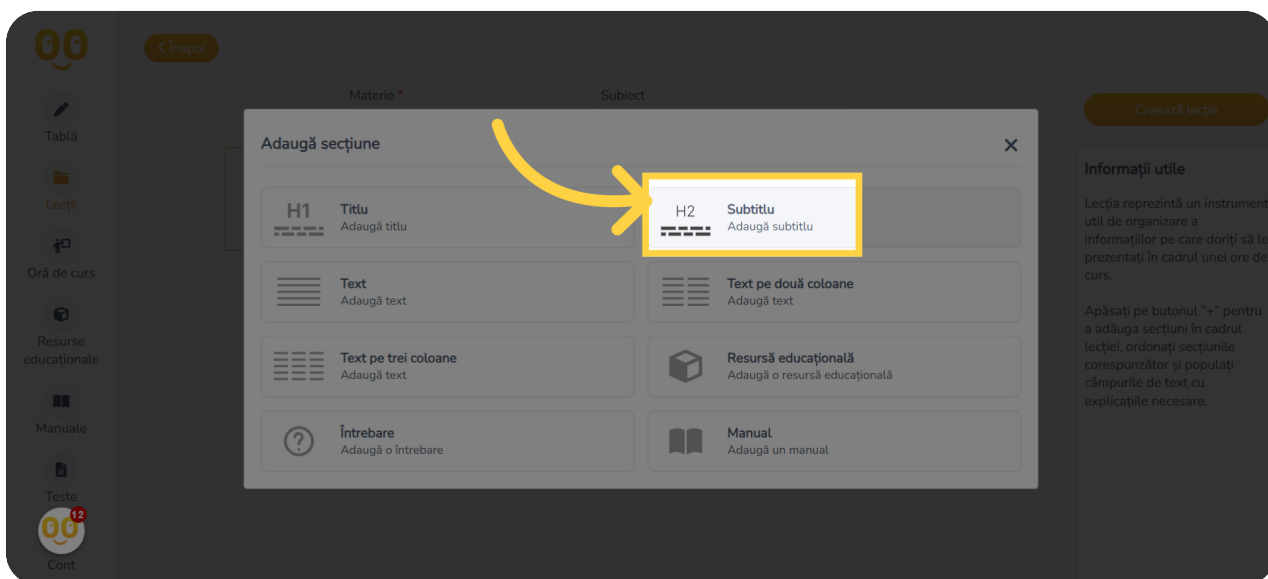 Înapoi
Materie *
Subiect
Tablă
Lecții
Oră de curs
Resurse
educaționale
Manuale
Teste
12
Cont
Adaugă secțiune
H1
Titlu
Adaugă titlu
H2
Subtitlu
Adaugă subtitlu
Text
Adaugă text
Text pe două coloane
Adaugă text
Text pe trei coloane
Adaugă text
Resursă educațională
Adaugă o resursă educațională
Întrebare
Adaugă o întrebare
Manual
Adaugă un manual
Creează lecție
Informații utile
Lecția reprezintă un instrument
util de organizare a
informațiilor pe care doriți să le
prezentați în cadrul unei ore de
curs.
Apăsați pe butonul "+" pentru
a adăuga secțiuni în cadrul
lecției, ordonați secțiunile
corespunzător și populați
câmpurile de text cu
explicațiile necesare.